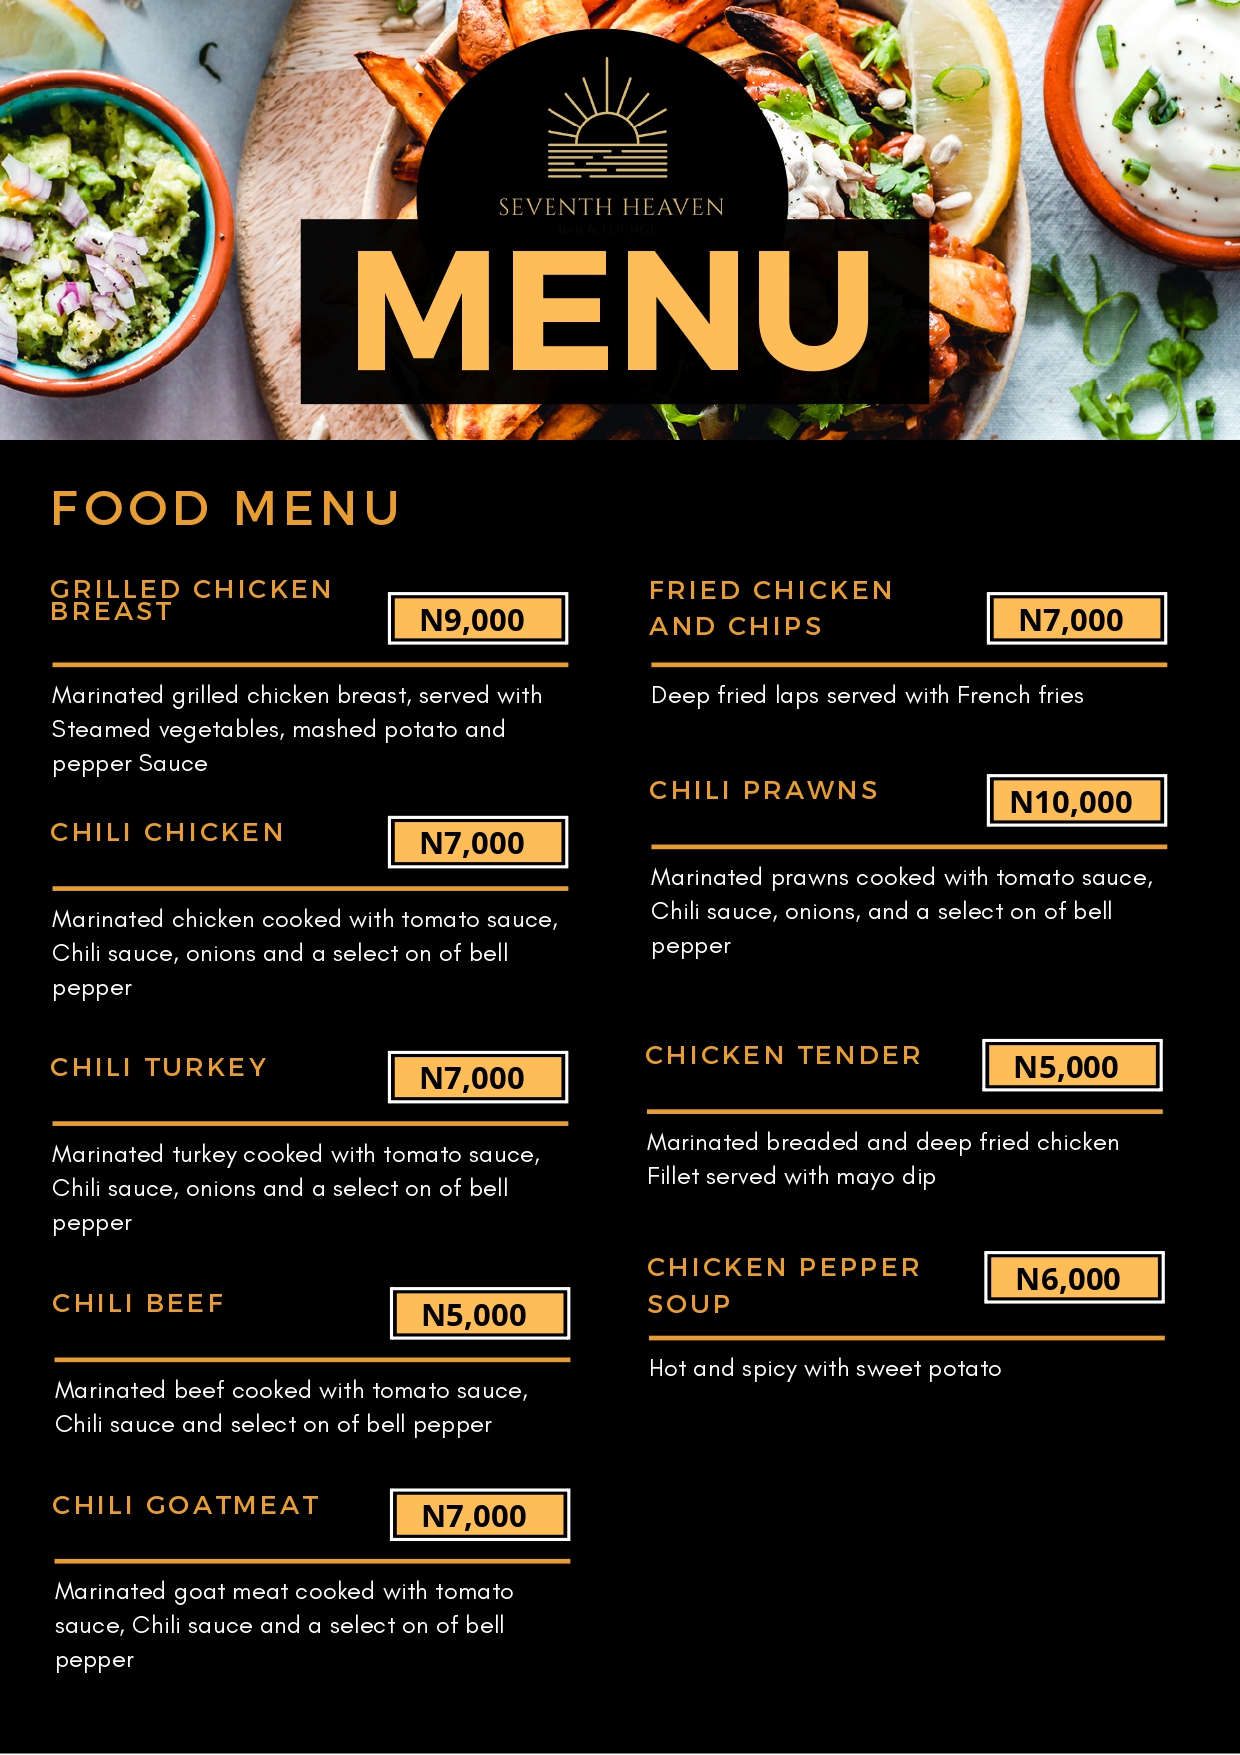 SEVENTH HEAVEN
BAR & LOUNGE
MENU
FOOD MENU
GRILLED CHICKEN
BREAST
N9,000
Marinated grilled chicken breast, served with
Steamed vegetables, mashed potato and
pepper Sauce
CHILI CHICKEN
N7,000
Marinated chicken cooked with tomato sauce,
Chili sauce, onions and a select on of bell
pepper
CHILI TURKEY
N7,000
Marinated turkey cooked with tomato sauce,
Chili sauce, onions and a select on of bell
pepper
CHILI BEEF
N5,000
Marinated beef cooked with tomato sauce,
Chili sauce and select on of bell pepper
CHILI GOATMEAT
N7,000
Marinated goat meat cooked with tomato
sauce, Chili sauce and a select on of bell
pepper
FRIED CHICKEN
AND CHIPS
N7,000
Deep fried laps served with French fries
CHILI PRAWNS
N10,000
Marinated prawns cooked with tomato sauce,
Chili sauce, onions, and a select on of bell
pepper
CHICKEN TENDER
N5,000
Marinated breaded and deep fried chicken
Fillet served with mayo dip
CHICKEN PEPPER
SOUP
N6,000
Hot and spicy with sweet potato